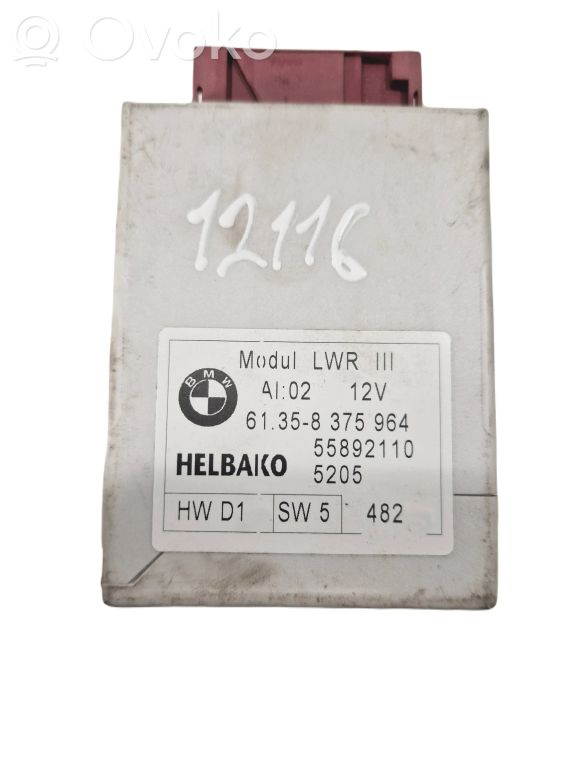 Ovoko
12116
BMW
Modul LWR III
AI:02 12V
61.35-8 375 964
55892110
HELBAKO 5205
HW D1 SW 5 482